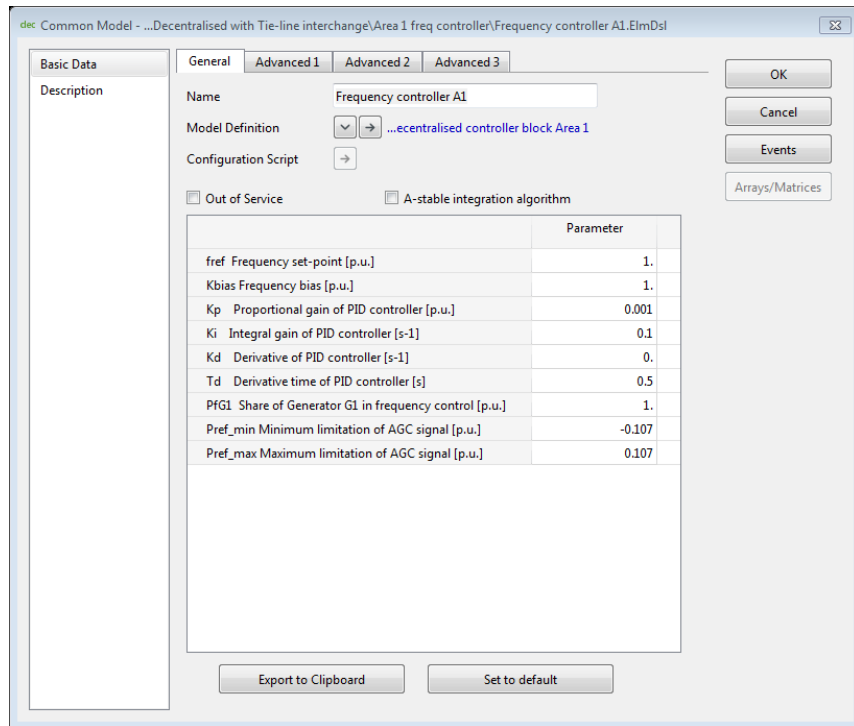 dec Common Model - ...Decentralised with Tie-line interchange\Area 1 freq controller\Frequency controller A1.ElmDsl
Basic Data
Description
General Advanced 1 Advanced 2 Advanced 3
Name Frequency controller A1
Model Definition ...ecentralised controller block Area 1
Configuration Script
Out of Service A-stable integration algorithm
Parameter
fref Frequency set-point [p.u.] 1.
Kbias Frequency bias [p.u.] 1.
Kp Proportional gain of PID controller [p.u.] 0.001
Ki Integral gain of PID controller [s-1] 0.1
Kd Derivative of PID controller [s-1] 0.
Td Derivative time of PID controller [s] 0.5
PfG1 Share of Generator G1 in frequency control [p.u.] 1.
Pref_min Minimum limitation of AGC signal [p.u.] -0.107
Pref_max Maximum limitation of AGC signal [p.u.] 0.107
Export to Clipboard Set to default
OK
Cancel
Events
Arrays/Matrices